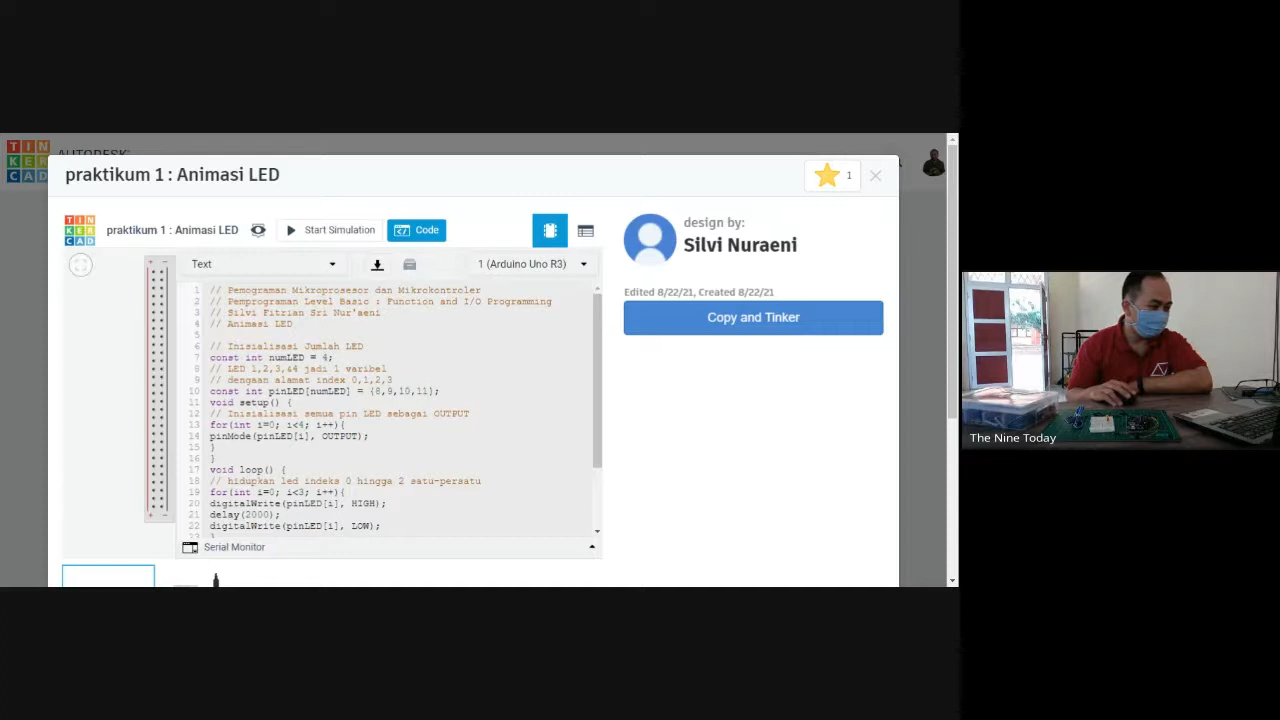 TINKERCAD
AUTODESK
praktikum 1 : Animasi LED
1
TINKERCAD
praktikum 1 : Animasi LED
Start Simulation
Code
design by:
Silvi Nuraeni
Edited 8/22/21, Created 8/22/21
Copy and Tinker
Text
1 (Arduino Uno R3)
1 // Pemograman Mikroprosesor dan Mikrokontroler
2 // Pemprograman Level Basic : Function and I/O Programming
3 // Silvi Fitrian Sri Nur'aeni
4 // Animasi LED
5
6 // Inisialisasi Jumlah LED
7 const int numLED = 4;
8 // LED 1,2,3,&4 jadi 1 varibel
9 // dengaan alamat index 0,1,2,3
10 const int pinLED[numLED] = {8,9,10,11};
11 void setup() {
12 // Inisialisasi semua pin LED sebagai OUTPUT
13 for(int i=0; i<4; i++){
14 pinMode(pinLED[i], OUTPUT);
15 }
16 }
17 void loop() {
18 // hidupkan led indeks 0 hingga 2 satu-persatu
19 for(int i=0; i<3; i++){
20 digitalWrite(pinLED[i], HIGH);
21 delay(2000);
22 digitalWrite(pinLED[i], LOW);
23 }
Serial Monitor
The Nine Today